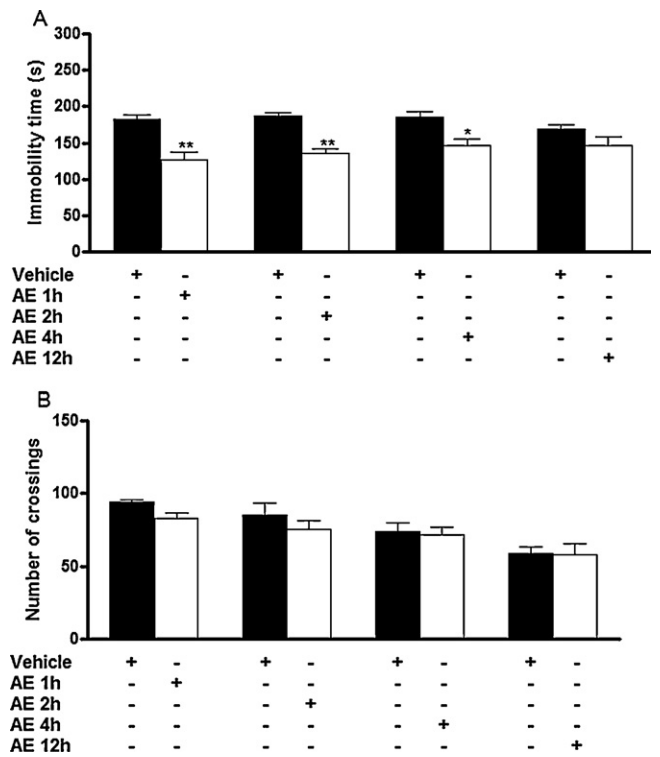 A
300
250
200
150
100
50
0
Immobility time (s)
** ** *
Vehicle + - + - + - + -
AE 1h - + - - - - - -
AE 2h - - - + - - - -
AE 4h - - - - - + - -
AE 12h - - - - - - - +
B
150
100
50
0
Number of crossings
Vehicle + - + - + - + -
AE 1h - + - - - - - -
AE 2h - - - + - - - -
AE 4h - - - - - + - -
AE 12h - - - - - - - +